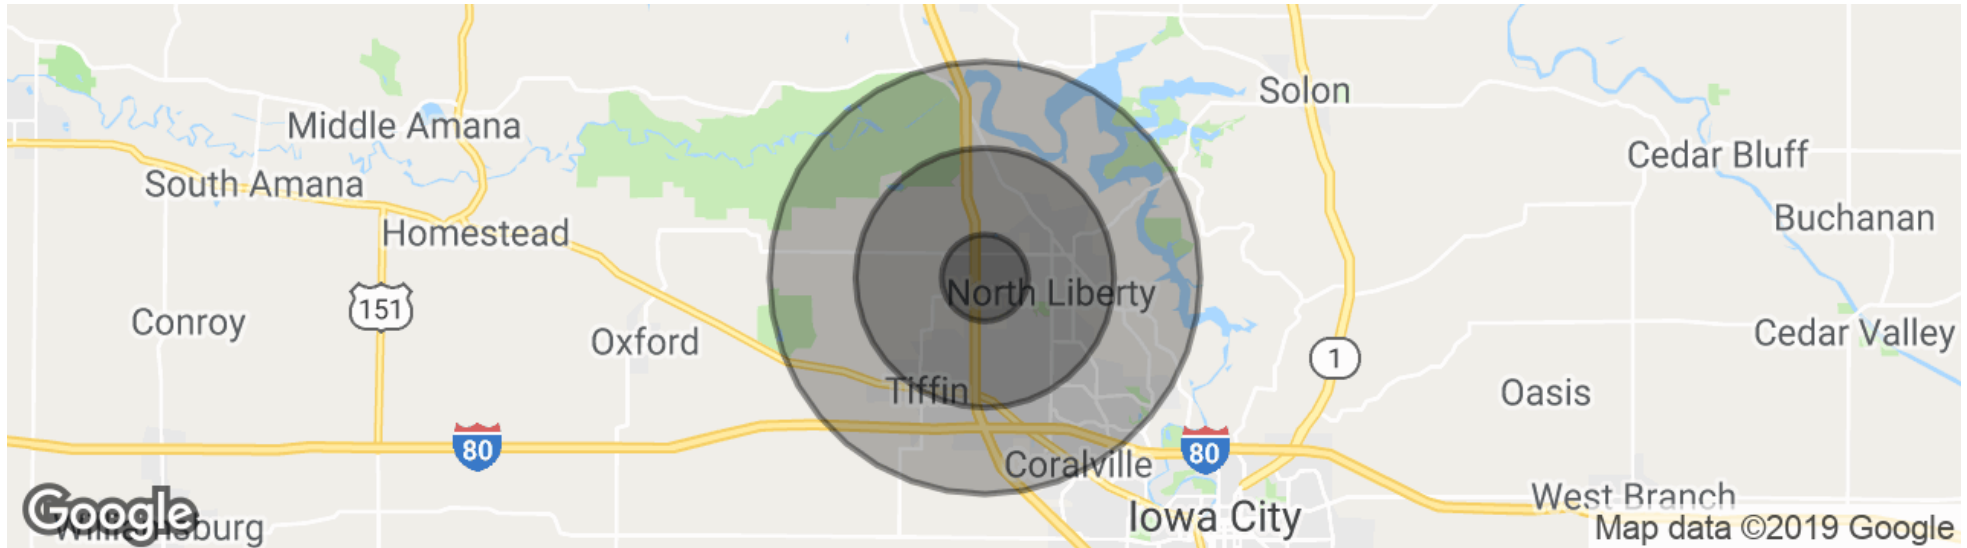 Solon
Middle Amana
Cedar Bluff
South Amana
Buchanan
Homestead
North Liberty
151
Conroy
Cedar Valley
Oxford
1
Tiffin
Oasis
80
80
Coralville
West Branch
Google
Williamsburg
Iowa City
Map data ©2019 Google